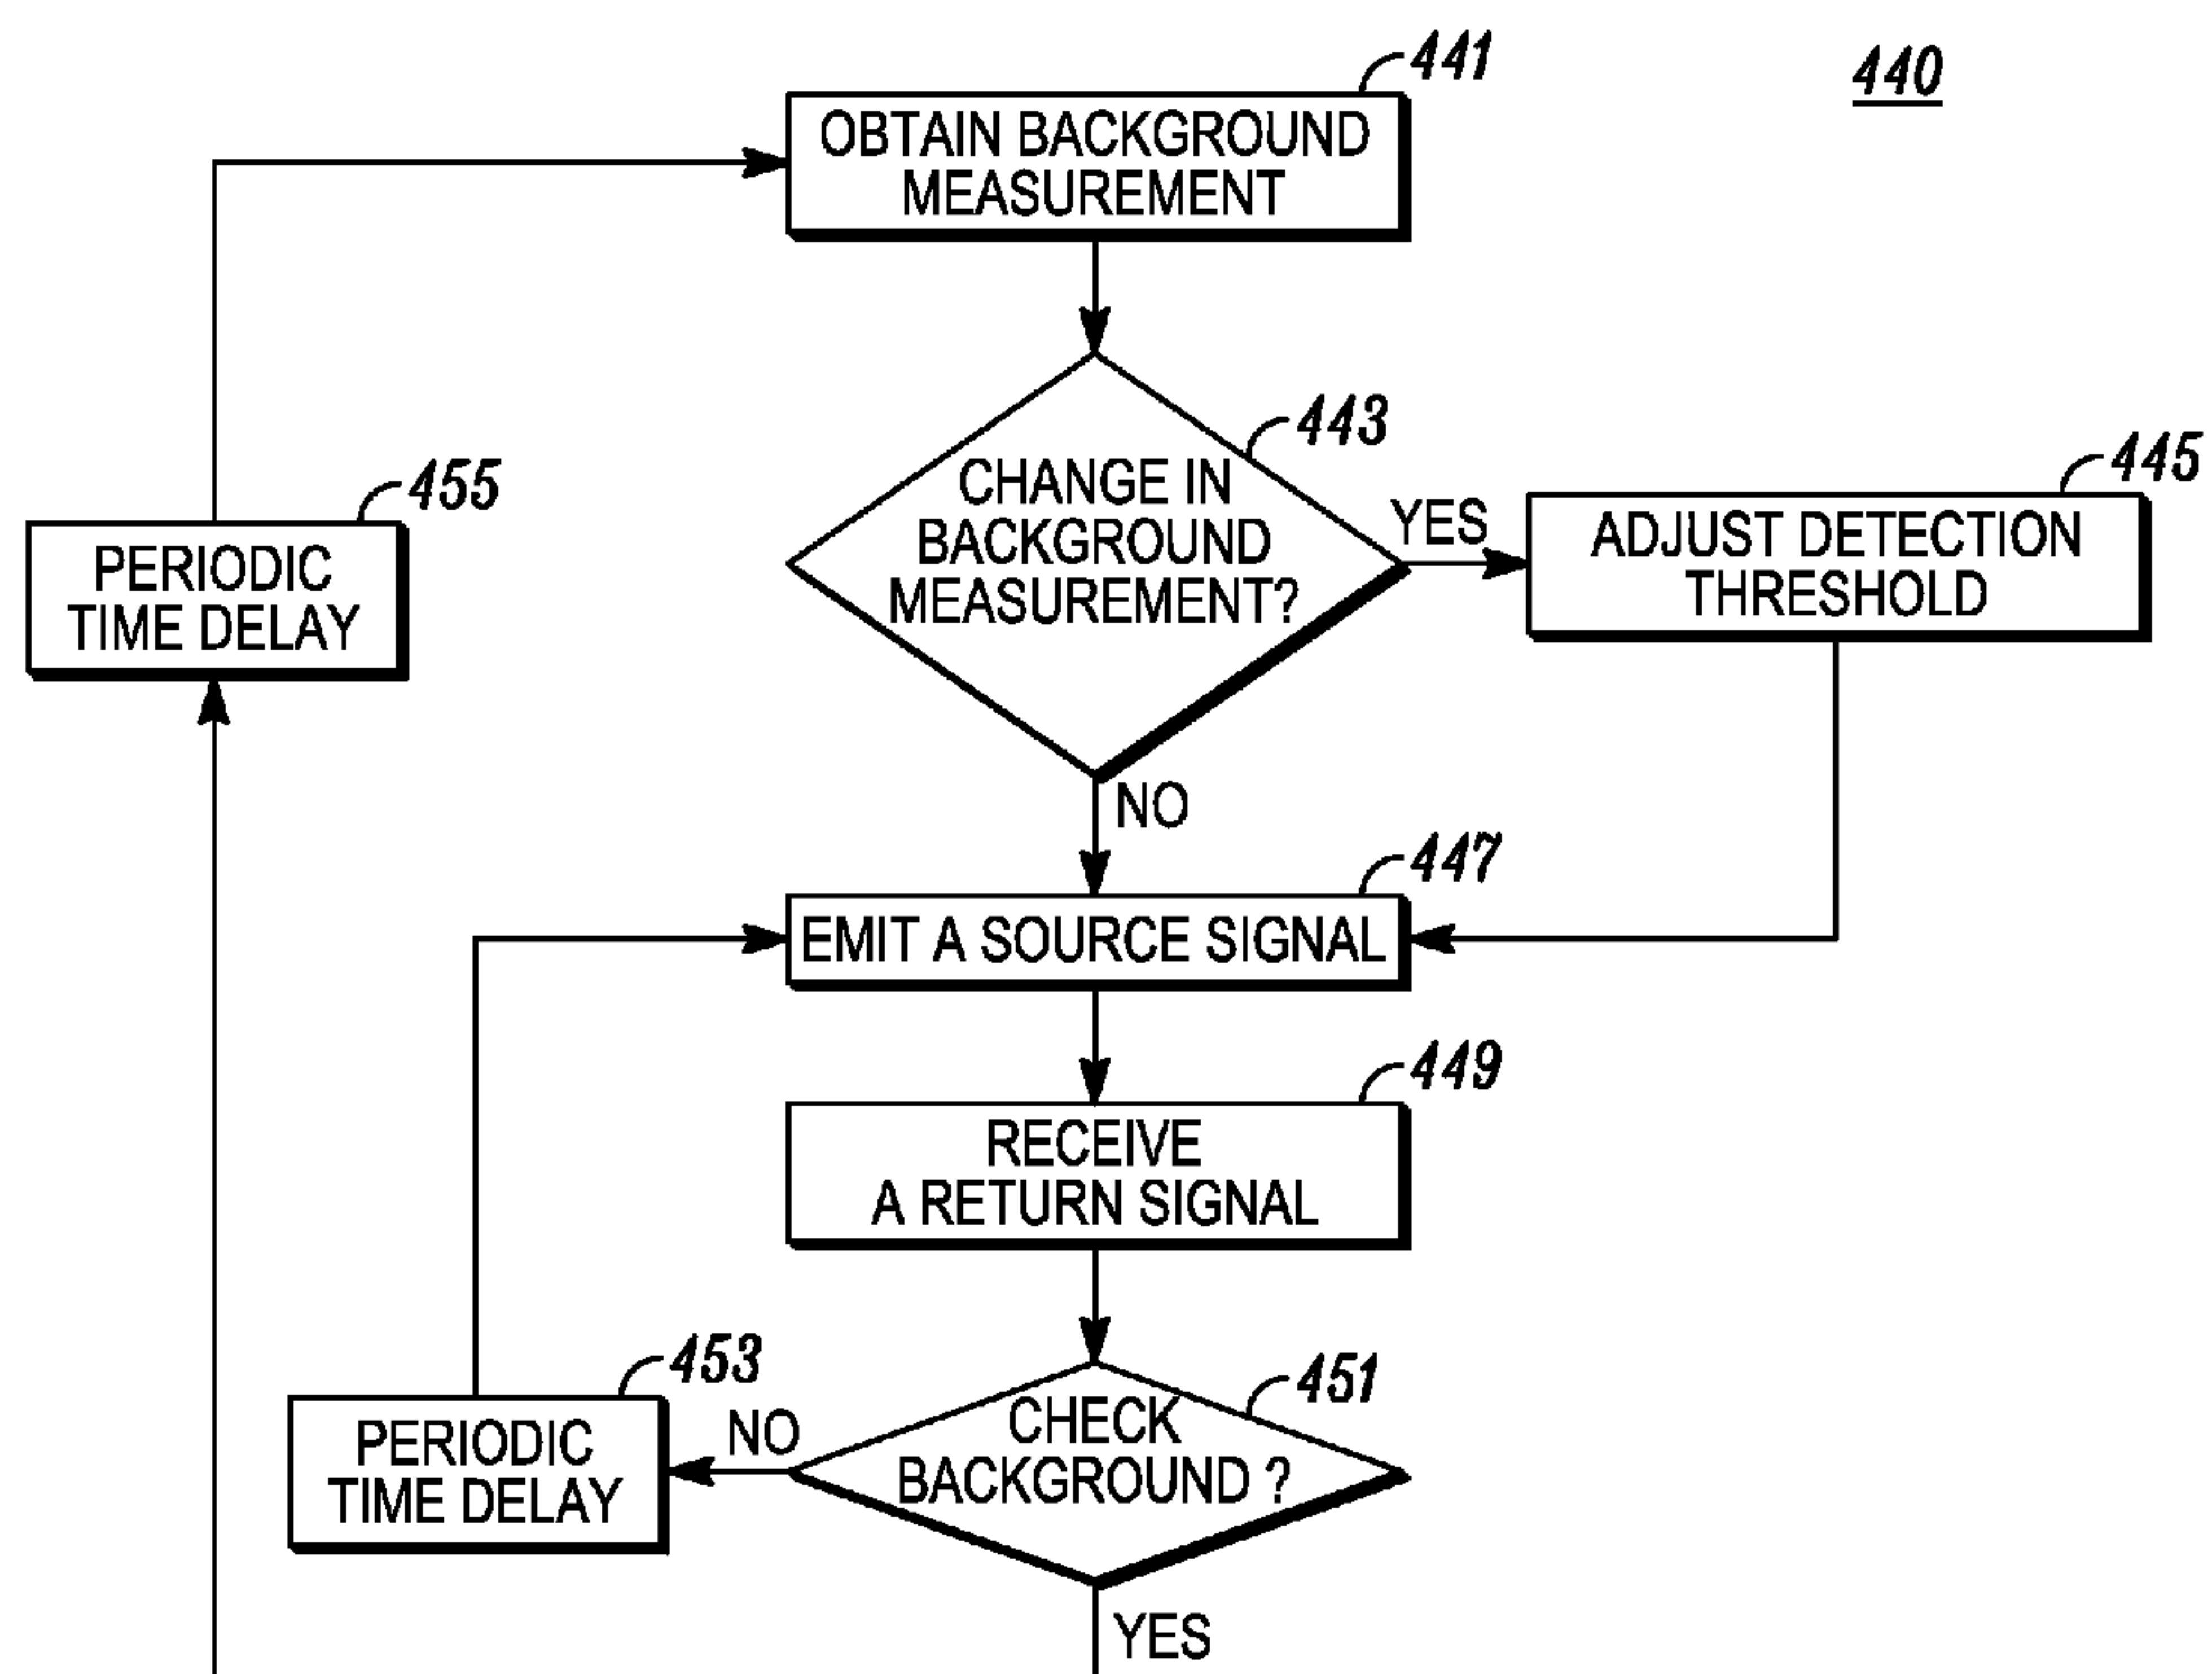 440
441
OBTAIN BACKGROUND
MEASUREMENT
443
CHANGE IN
BACKGROUND
MEASUREMENT?
YES
445
ADJUST DETECTION
THRESHOLD
455
PERIODIC
TIME DELAY
NO
447
EMIT A SOURCE SIGNAL
449
RECEIVE
A RETURN SIGNAL
451
CHECK
BACKGROUND ?
NO
453
PERIODIC
TIME DELAY
YES